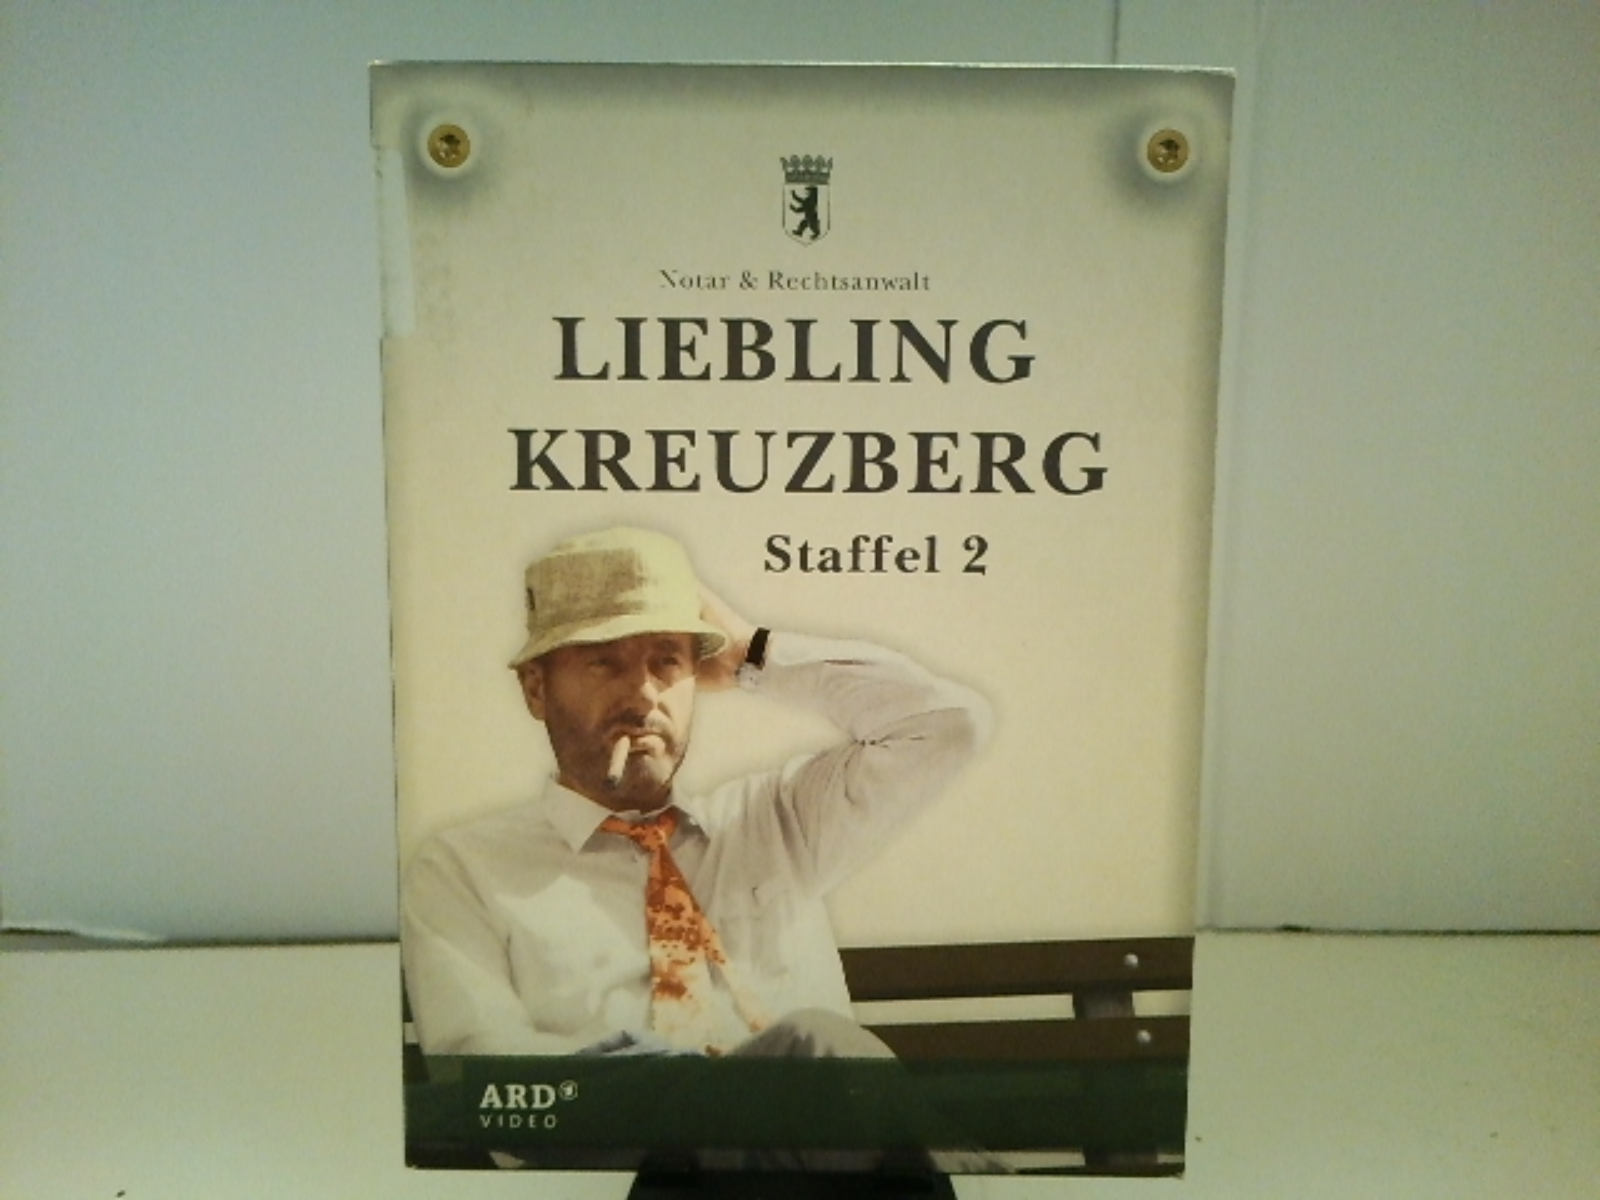 Notar & Rechtsanwalt
LIEBLING
KREUZBERG
Staffel 2
ARD
VIDEO